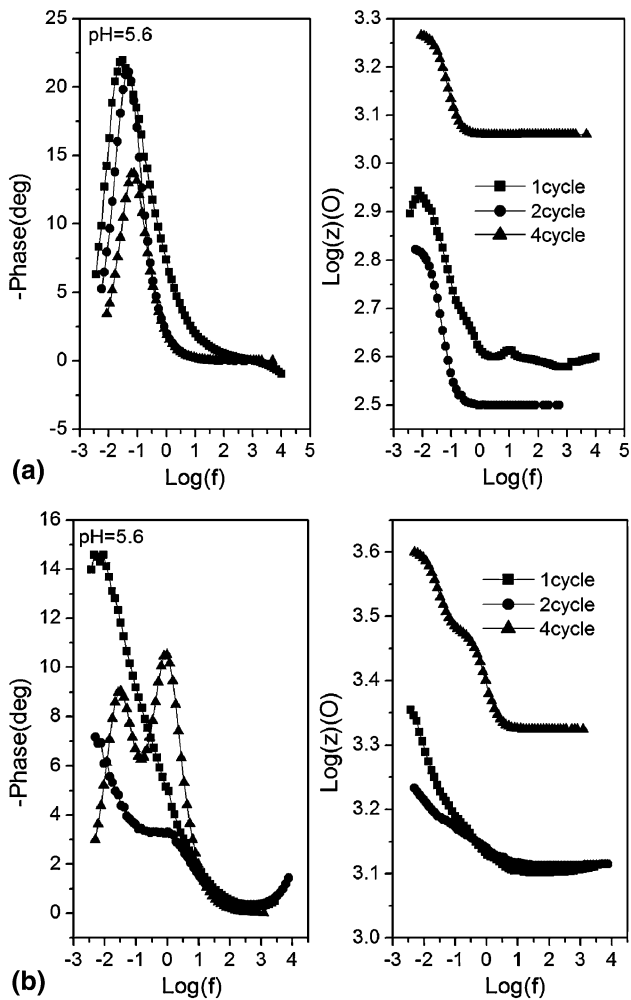 pH=5.6
25
20
15
10
5
0
-5
-Phase(deg)
-3 -2 -1 0 1 2 3 4 5
Log(f)
(a)
3.3
3.2
3.1
3.0
2.9
2.8
2.7
2.6
2.5
Log(z)(O)
1cycle
2cycle
4cycle
-3 -2 -1 0 1 2 3 4 5
Log(f)
pH=5.6
16
14
12
10
8
6
4
2
0
-Phase(deg)
-3 -2 -1 0 1 2 3 4
Log(f)
(b)
3.6
3.5
3.4
3.3
3.2
3.1
3.0
Log(z)(O)
1cycle
2cycle
4cycle
-3 -2 -1 0 1 2 3 4
Log(f)